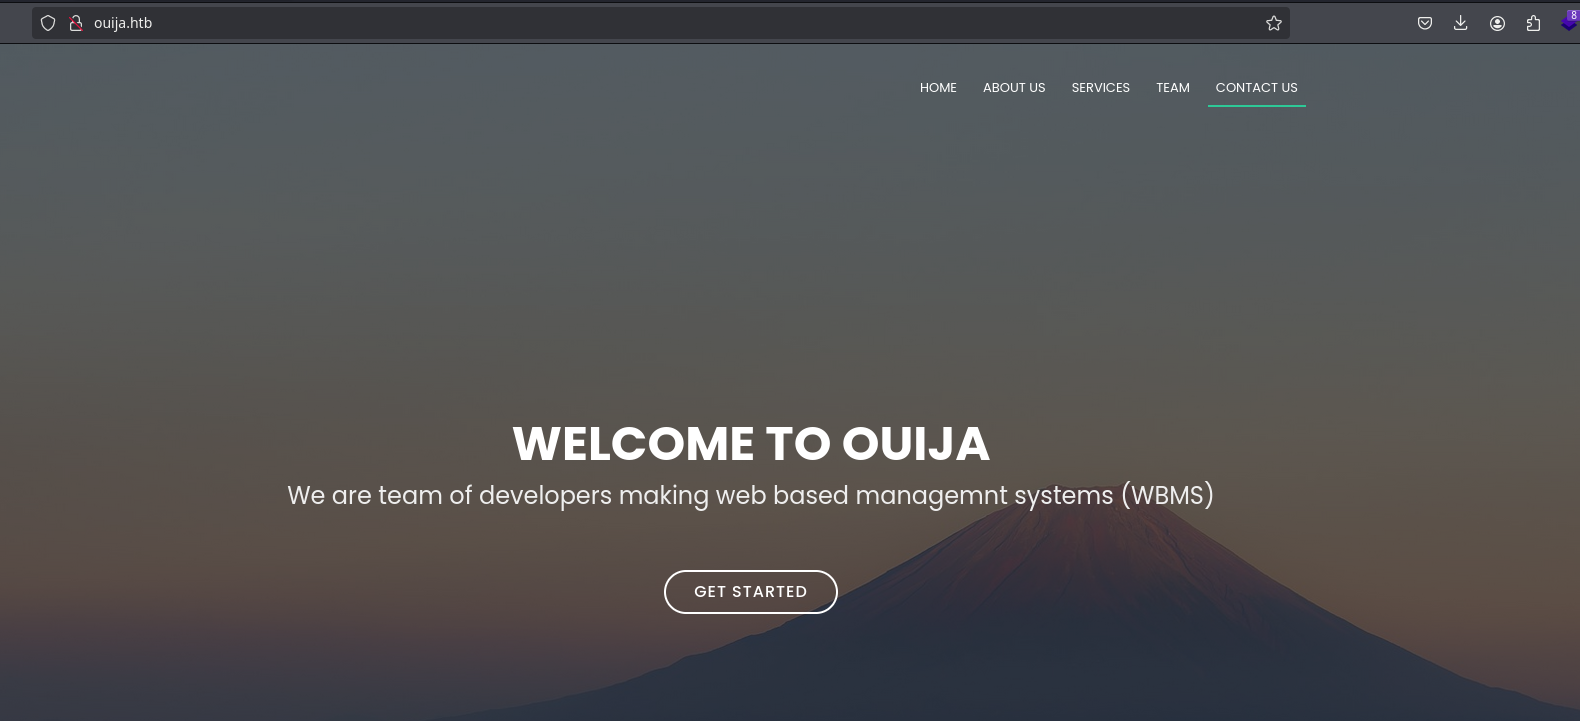 ouija.htb
8
HOME ABOUT US SERVICES TEAM CONTACT US
WELCOME TO OUIJA
We are team of developers making web based managemnt systems (WBMS)
GET STARTED